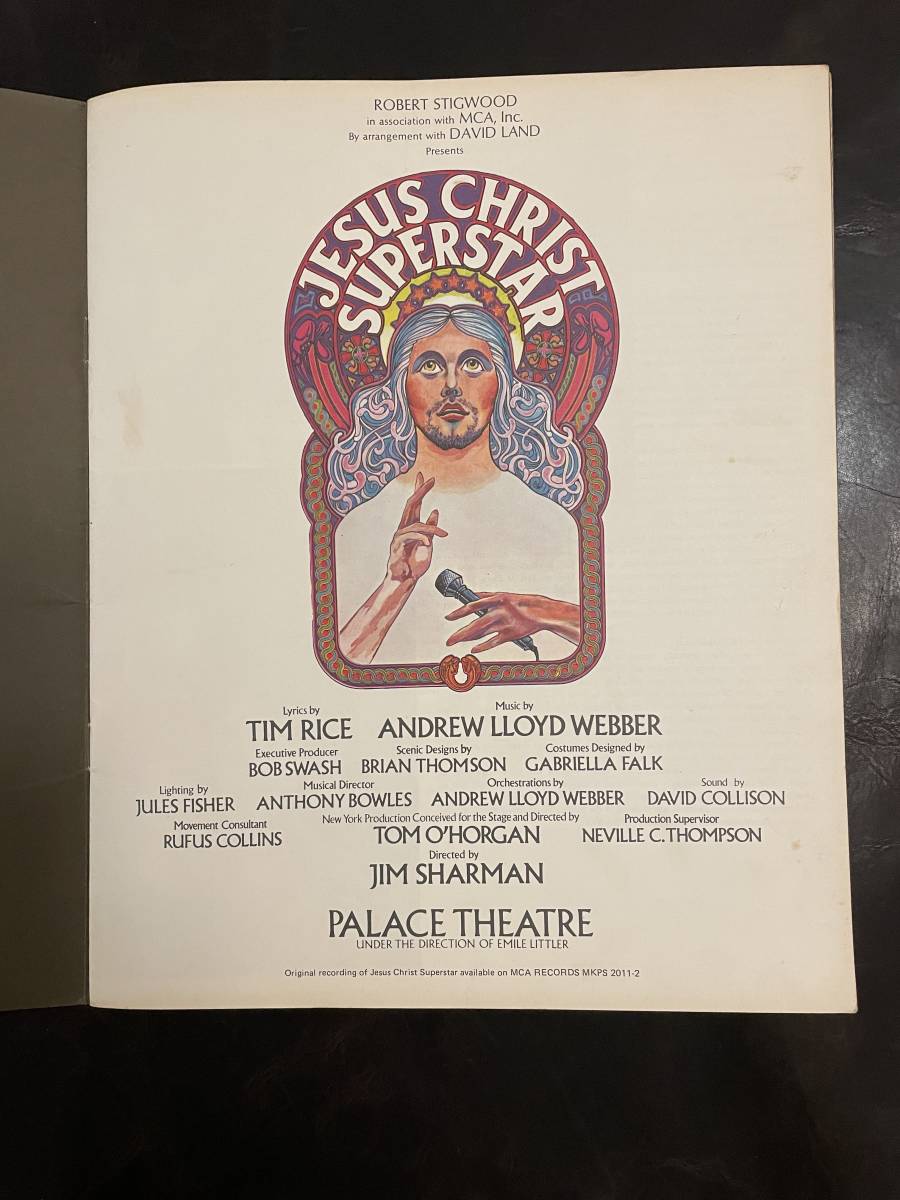 ROBERT STIGWOOD
in association with MCA, Inc.
By arrangement with DAVID LAND
Presents
JESUS CHRIST
SUPERSTAR
Lyrics by Music by
TIM RICE ANDREW LLOYD WEBBER
Executive Producer Scenic Designs by Costumes Designed by
BOB SWASH BRIAN THOMSON GABRIELLA FALK
Lighting by Musical Director Orchestrations by Sound by
JULES FISHER ANTHONY BOWLES ANDREW LLOYD WEBBER DAVID COLLISON
Movement Consultant New York Production Conceived for the Stage and Directed by Production Supervisor
RUFUS COLLINS TOM O'HORGAN NEVILLE C. THOMPSON
Directed by
JIM SHARMAN
PALACE THEATRE
UNDER THE DIRECTION OF EMILE LITTLER
Original recording of Jesus Christ Superstar available on MCA RECORDS MKPS 2011-2